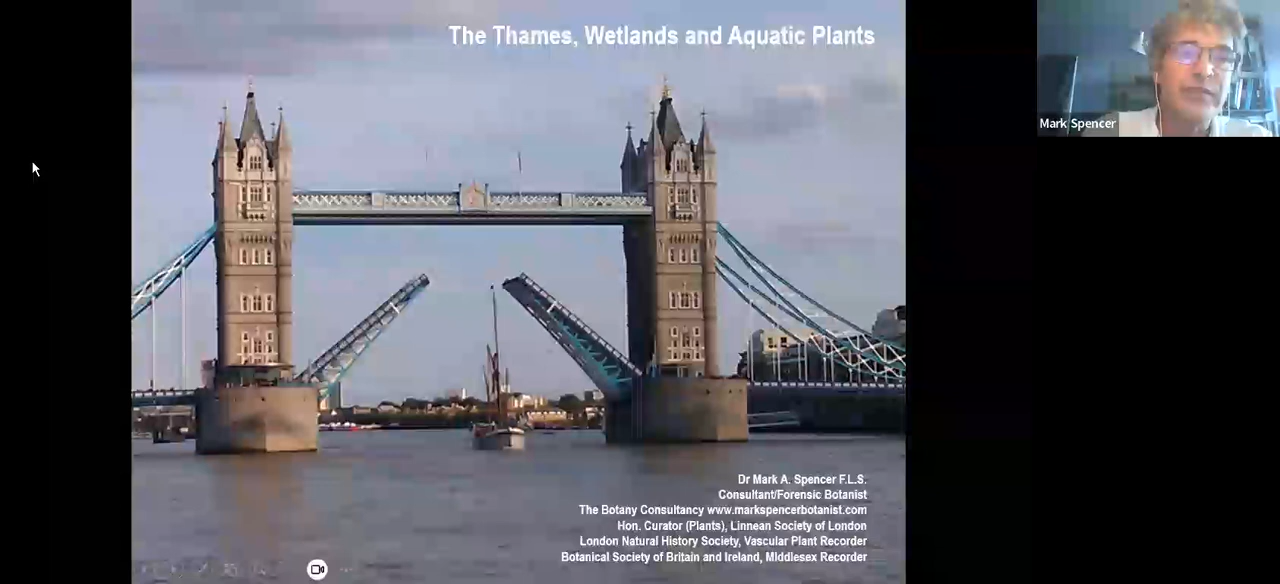 The Thames, Wetlands and Aquatic Plants
Mark Spencer
Dr Mark A. Spencer F.L.S.
Consultant/Forensic Botanist
The Botany Consultancy www.markspencerbotanist.com
Hon. Curator (Plants), Linnean Society of London
London Natural History Society, Vascular Plant Recorder
Botanical Society of Britain and Ireland, Middlesex Recorder